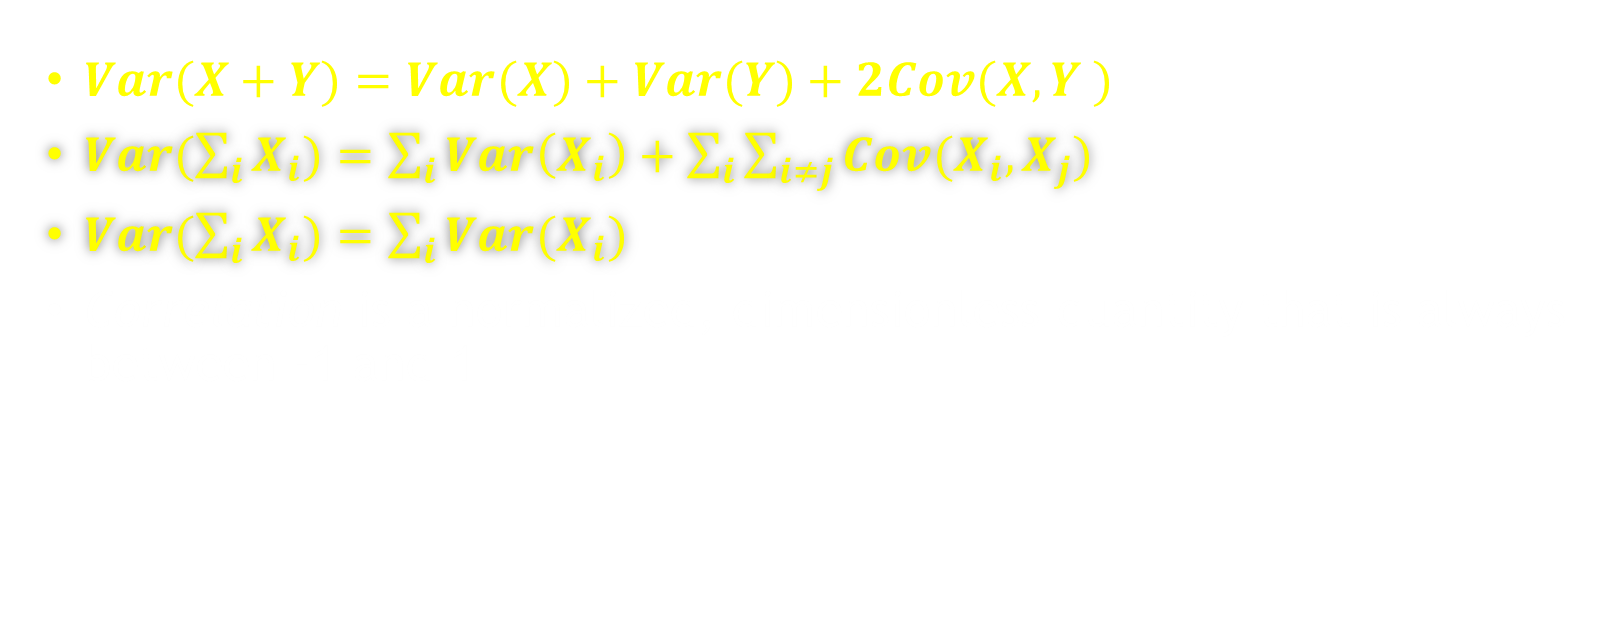 • Var(X + Y) = Var(X) + Var(Y) + 2Cov(X, Y )
• Var(∑ᵢ Xᵢ) = ∑ᵢ Var(Xᵢ) + ∑ᵢ ∑ᵢ≠ⱼ Cov(Xᵢ, Xⱼ)
• Var(∑ᵢ Xᵢ) = ∑ᵢ Var(Xᵢ)